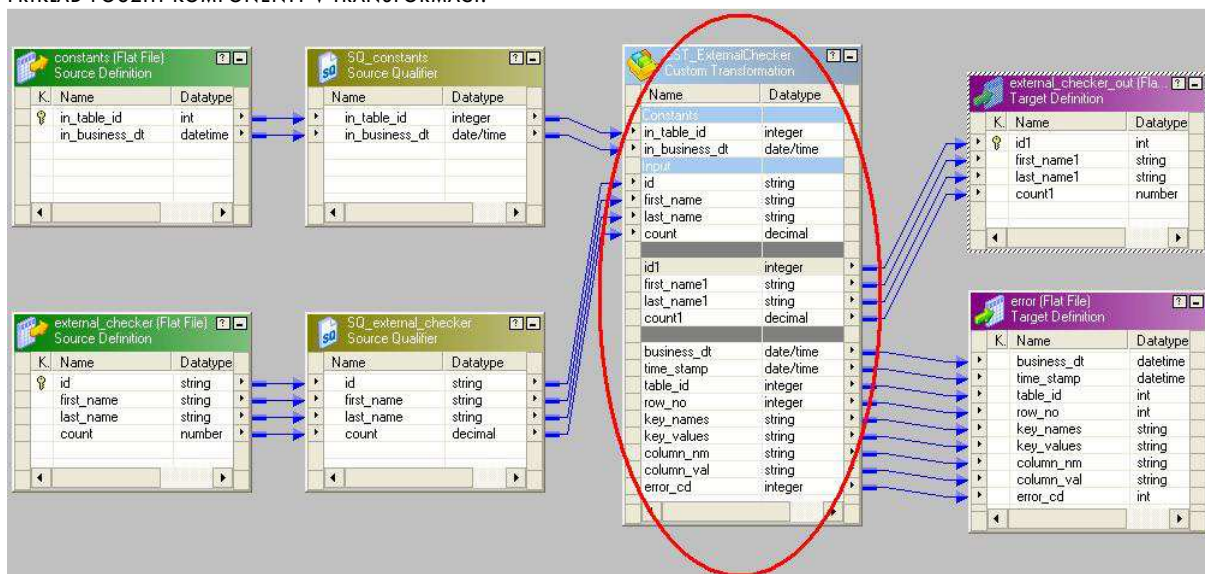 constants (Flat File)
Source Definition
K. Name Datatype
in_table_id int
in_business_dt datetime
SQ_constants
Source Qualifier
Name Datatype
in_table_id integer
in_business_dt date/time
external_checker (Flat File)
Source Definition
K. Name Datatype
id string
first_name string
last_name string
count number
SQ_external_checker
Source Qualifier
Name Datatype
id string
first_name string
last_name string
count decimal
CST_ExternalChecker
Custom Transformation
Name Datatype
Constants
in_table_id integer
in_business_dt date/time
Input
id string
first_name string
last_name string
count decimal
id1 integer
first_name1 string
last_name1 string
count1 decimal
business_dt date/time
time_stamp date/time
table_id integer
row_no integer
key_names string
key_values string
column_nm string
column_val string
error_cd integer
external_checker_out (Fla...
Target Definition
K. Name Datatype
id1 int
first_name1 string
last_name1 string
count1 number
error (Flat File)
Target Definition
K. Name Datatype
business_dt datetime
time_stamp datetime
table_id int
row_no int
key_names string
key_values string
column_nm string
column_val string
error_cd int